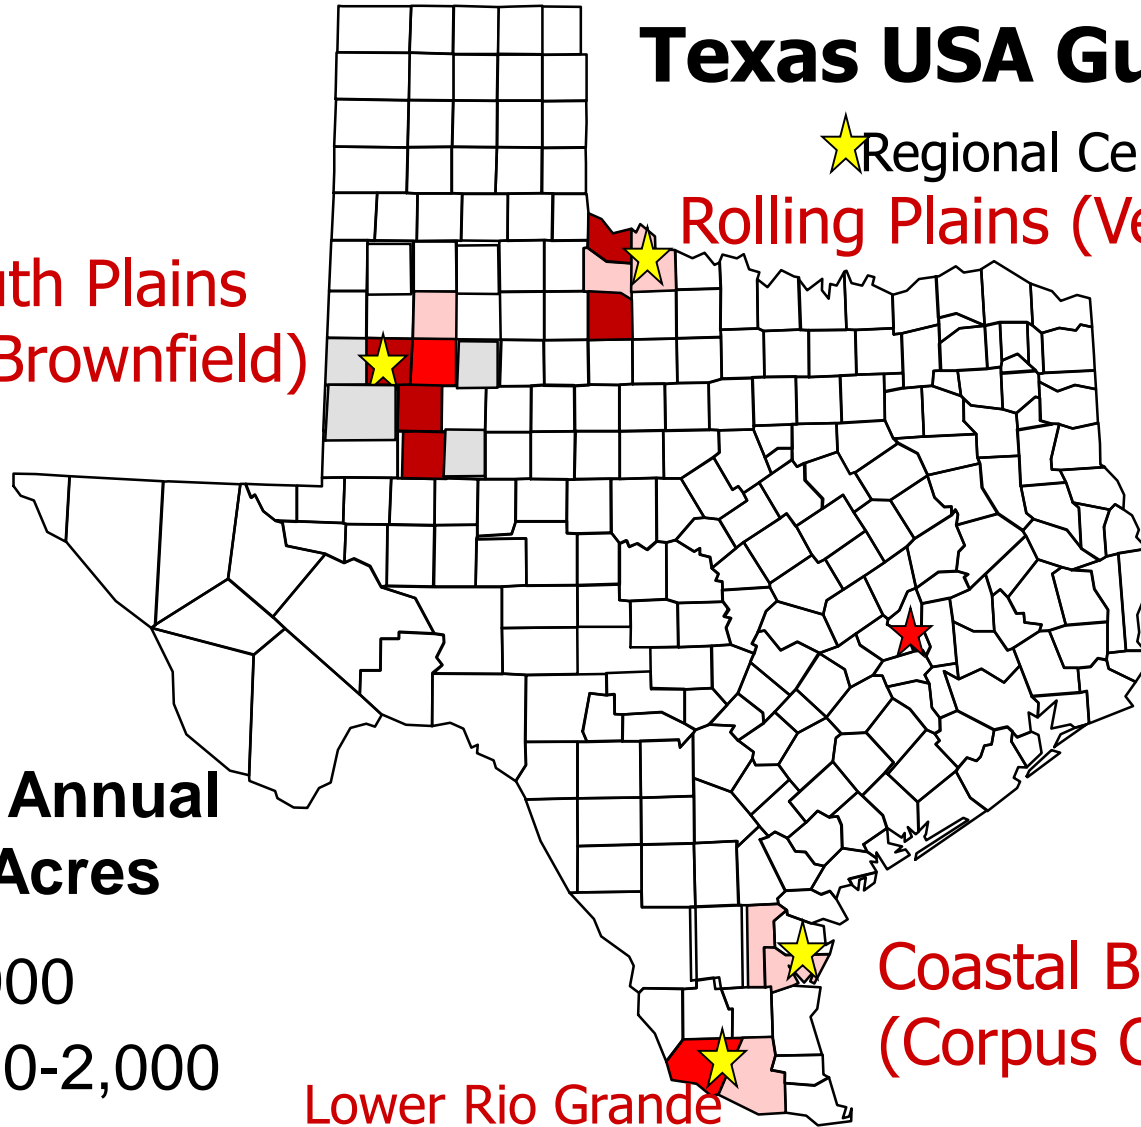 Texas USA Gu
Regional Ce
Rolling Plains (Ve
uth Plains
Brownfield)
Annual
Acres
000
0-2,000
Coastal B
(Corpus C
Lower Rio Grande